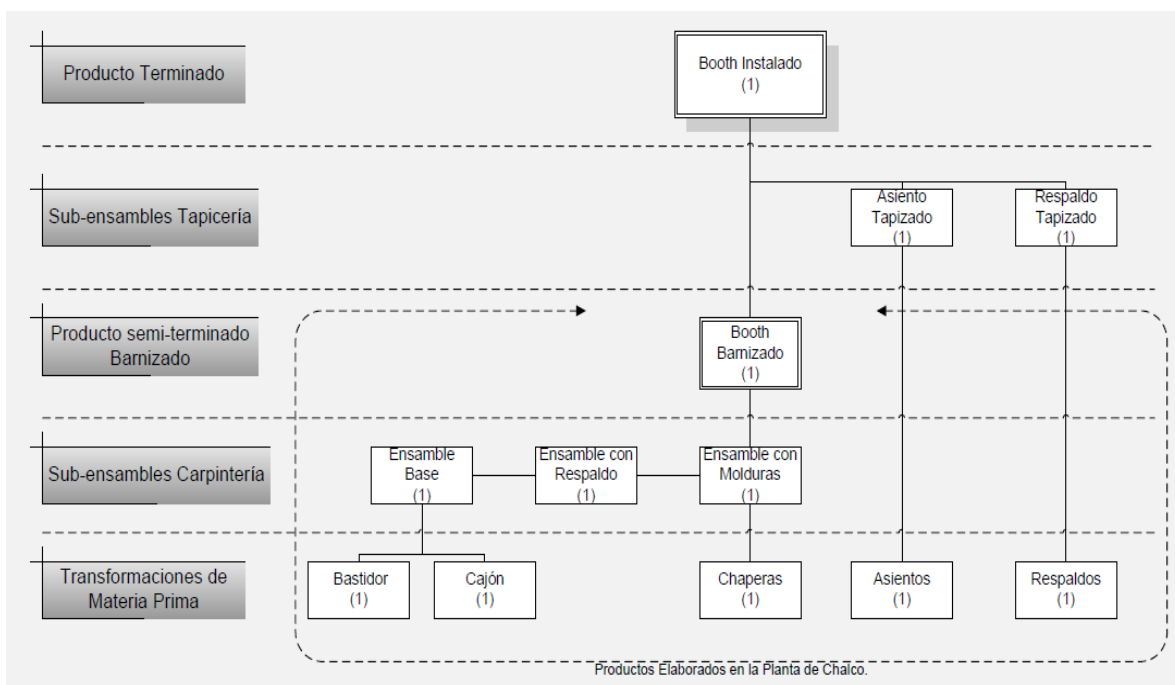 Producto Terminado
Booth Instalado
(1)
Sub-ensambles Tapicería
Asiento
Tapizado
(1)
Respaldo
Tapizado
(1)
Producto semi-terminado
Barnizado
Booth
Barnizado
(1)
Sub-ensambles Carpintería
Ensamble
Base
(1)
Ensamble con
Respaldo
(1)
Ensamble con
Molduras
(1)
Transformaciones de
Materia Prima
Bastidor
(1)
Cajón
(1)
Chaperas
(1)
Asientos
(1)
Respaldos
(1)
Productos Elaborados en la Planta de Chalco.